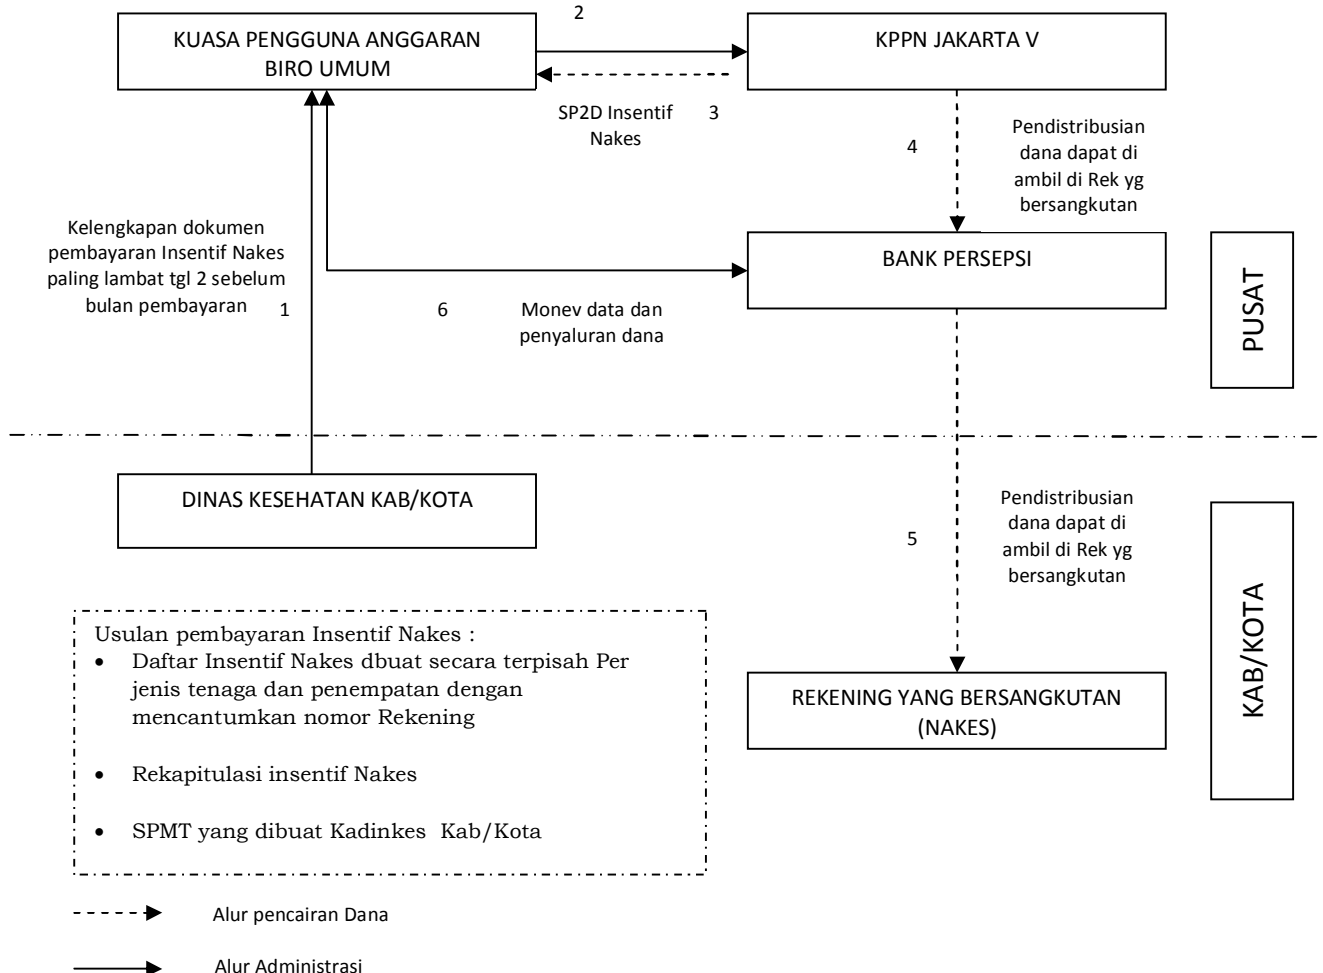 2
KUASA PENGGUNA ANGGARAN
BIRO UMUM
KPPN JAKARTA V
SP2D Insentif
Nakes
3
4
Pendistribusian
dana dapat di
ambil di Rek yg
bersangkutan
Kelengkapan dokumen
pembayaran Insentif Nakes
paling lambat tgl 2 sebelum
bulan pembayaran
1
BANK PERSEPSI
6
Monev data dan
penyaluran dana
PUSAT
DINAS KESEHATAN KAB/KOTA
5
Pendistribusian
dana dapat di
ambil di Rek yg
bersangkutan
KAB/KOTA
Usulan pembayaran Insentif Nakes :
• Daftar Insentif Nakes dbuat secara terpisah Per
jenis tenaga dan penempatan dengan
mencantumkan nomor Rekening
• Rekapitulasi insentif Nakes
• SPMT yang dibuat Kadinkes Kab/Kota
REKENING YANG BERSANGKUTAN
(NAKES)
Alur pencairan Dana
Alur Administrasi